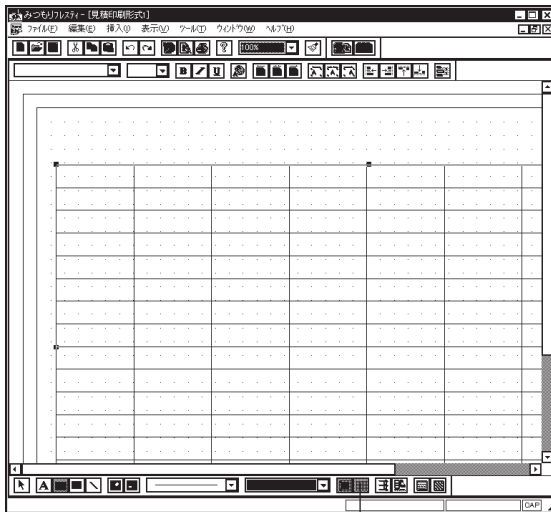 みつもりフレスティ - [見積印刷形式1]
ファイル(F) 編集(E) 挿入(I) 表示(V) ツール(T) ウィンドウ(W) ヘルプ(H)
100%
B I U
A
CAP